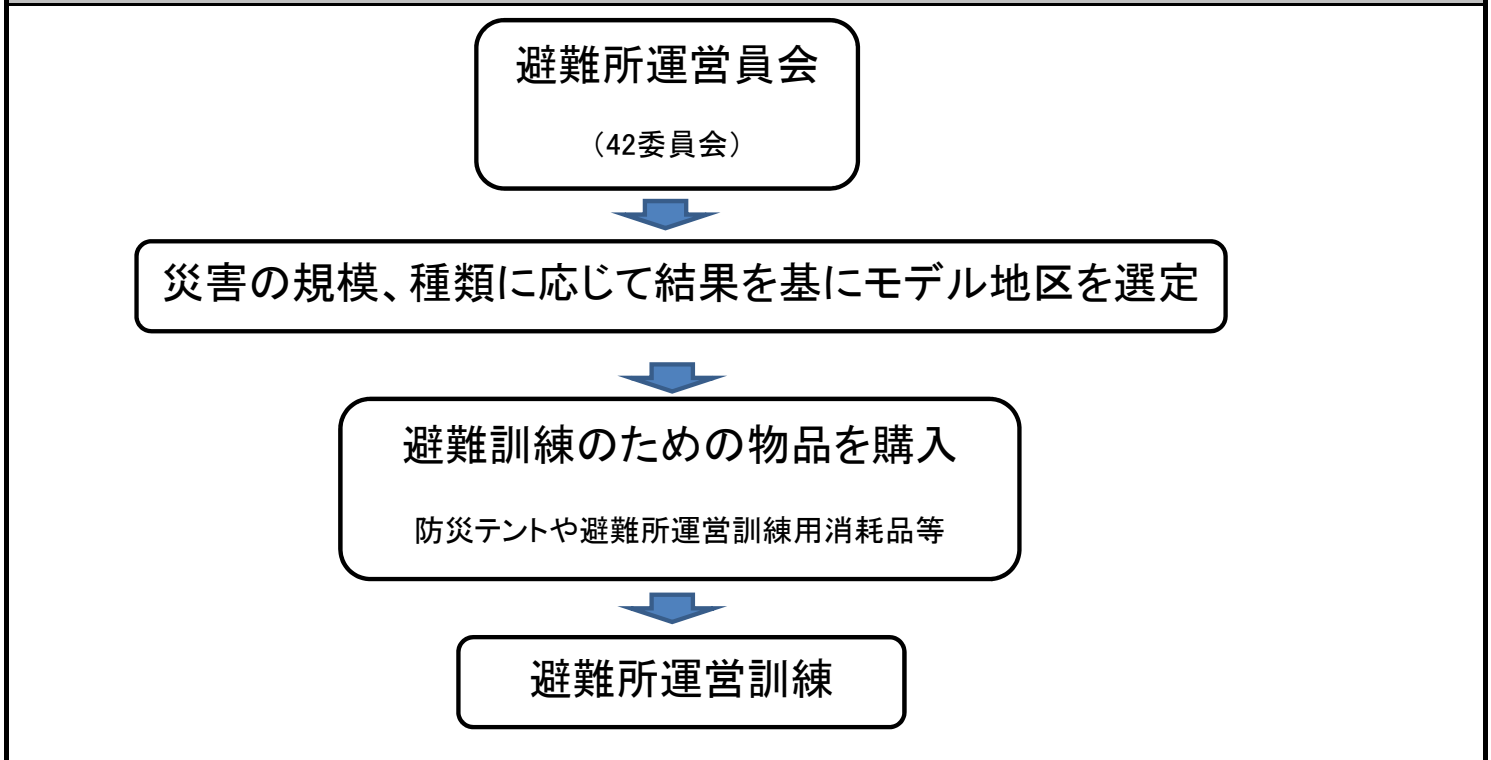 避難所運営員会
（42委員会）
災害の規模、種類に応じて結果を基にモデル地区を選定
避難訓練のための物品を購入
防災テントや避難所運営訓練用消耗品等
避難所運営訓練